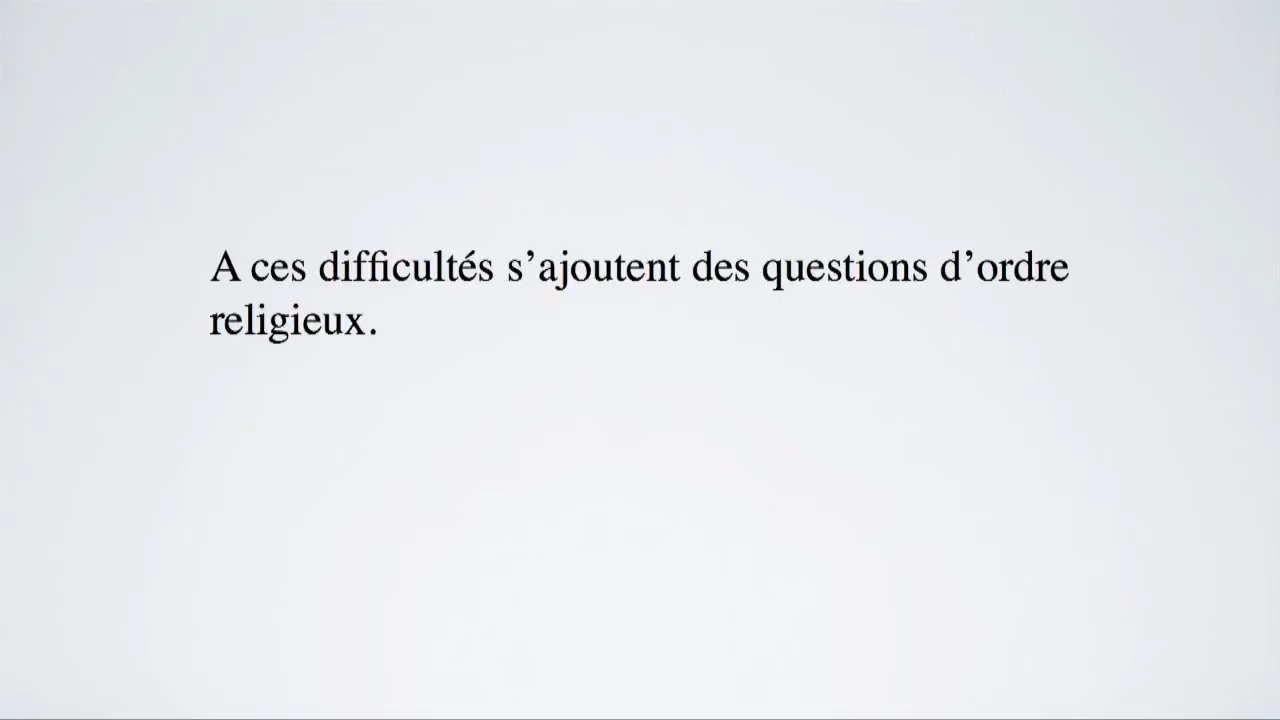 A ces difficultés s’ajoutent des questions d’ordre
religieux.